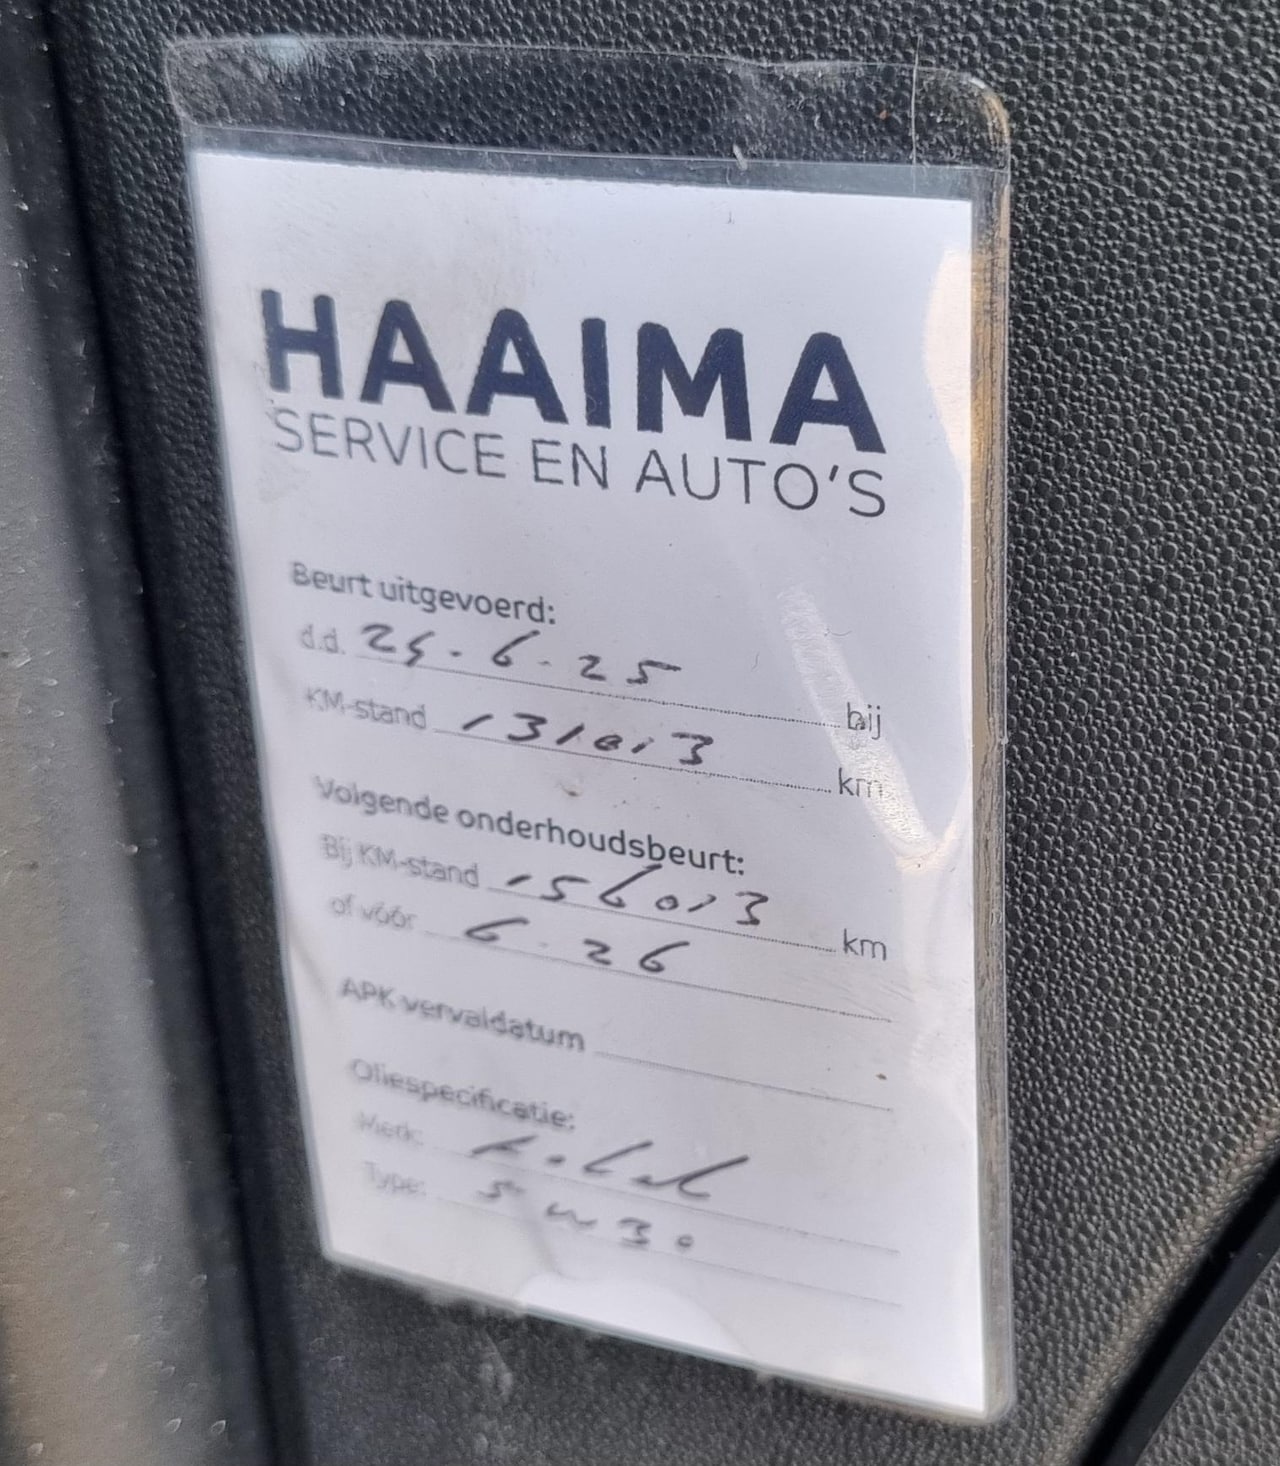 HAAIMA
SERVICE EN AUTO'S
Beurt uitgevoerd:
d.d. 25.6.25 bij
KM-stand 131013 km
Volgende onderhoudsbeurt:
Bij KM-stand 156013 km
of vóór 6.26
APK vervaldatum
Oliespecificatie:
Merk: Total
Type: 5w30